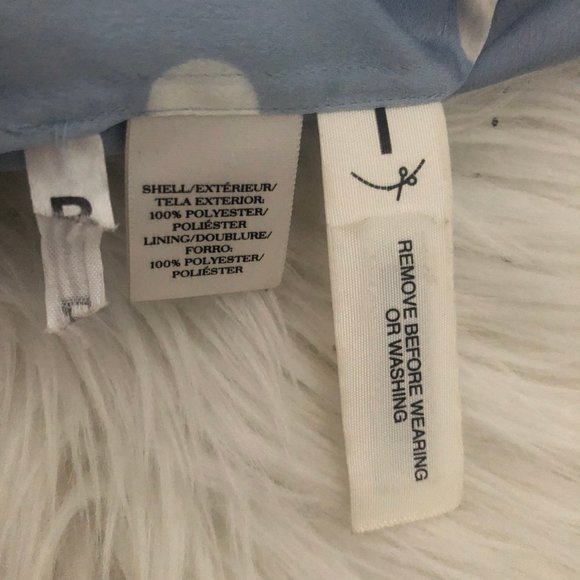 SHELL/EXTÉRIEUR/
TELA EXTERIOR:
100% POLYESTER/
POLIÉSTER
LINING/DOUBLURE/
FORRO:
100% POLYESTER/
POLIÉSTER
REMOVE BEFORE WEARING
OR WASHING